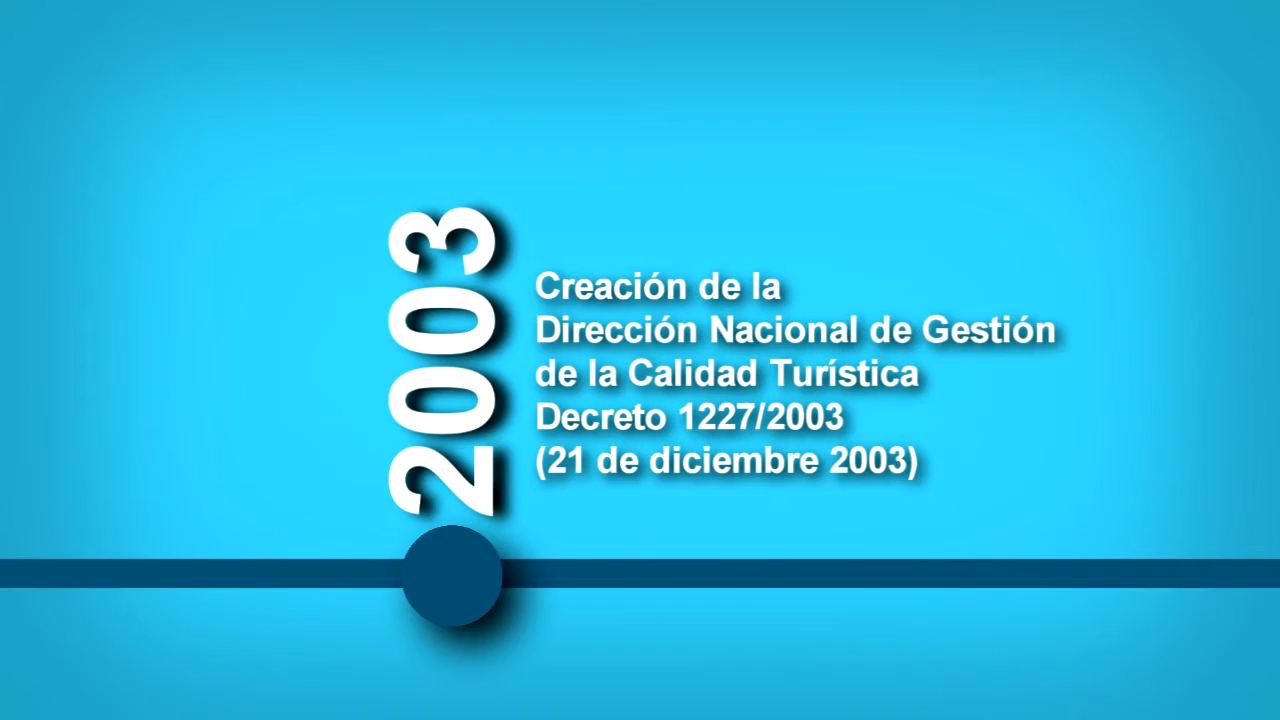 2003
Creación de la
Dirección Nacional de Gestión
de la Calidad Turística
Decreto 1227/2003
(21 de diciembre 2003)